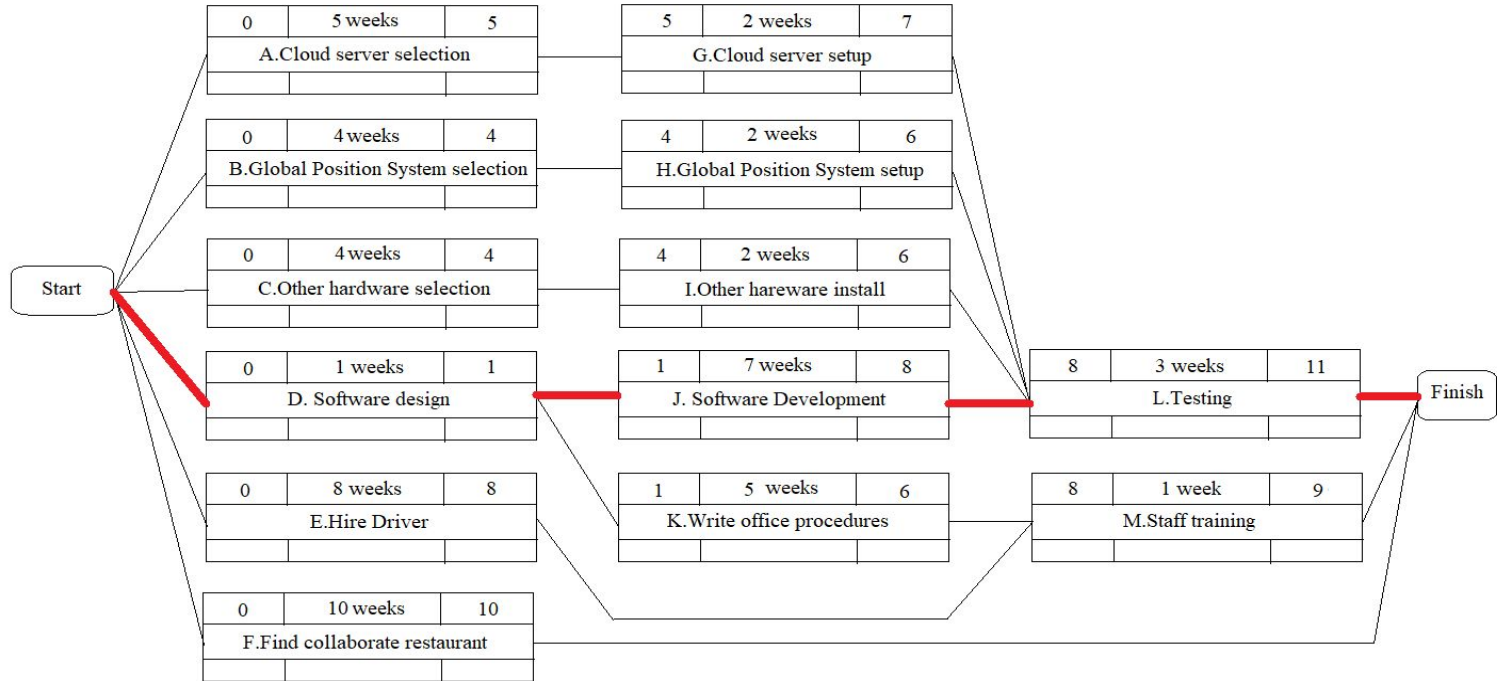 0 5 weeks 5
A.Cloud server selection
5 2 weeks 7
G.Cloud server setup
0 4 weeks 4
B.Global Position System selection
4 2 weeks 6
H.Global Position System setup
0 4 weeks 4
C.Other hardware selection
4 2 weeks 6
I.Other hareware install
Start
0 1 weeks 1
D. Software design
1 7 weeks 8
J. Software Development
8 3 weeks 11
L.Testing
Finish
0 8 weeks 8
E.Hire Driver
1 5 weeks 6
K.Write office procedures
8 1 week 9
M.Staff training
0 10 weeks 10
F.Find collaborate restaurant